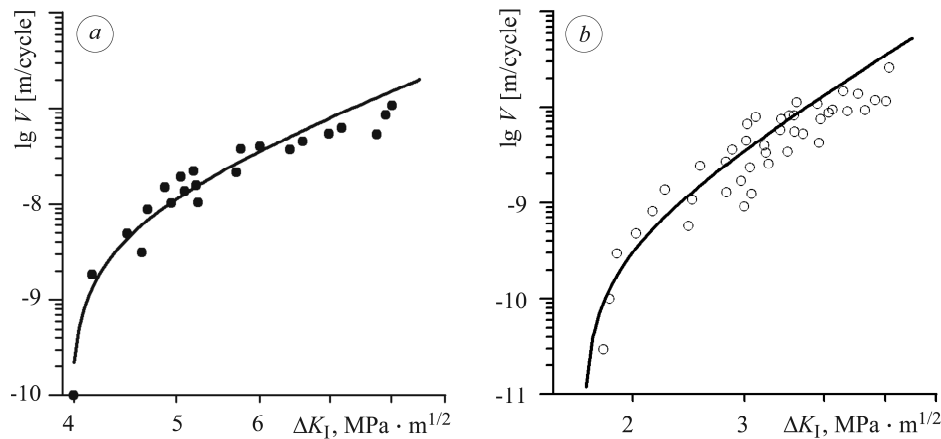 a
lg V [m/cycle]
-8
-9
-10
4 5 6 ΔK_I, MPa · m^1/2
b
lg V [m/cycle]
-8
-9
-10
-11
2 3 ΔK_I, MPa · m^1/2